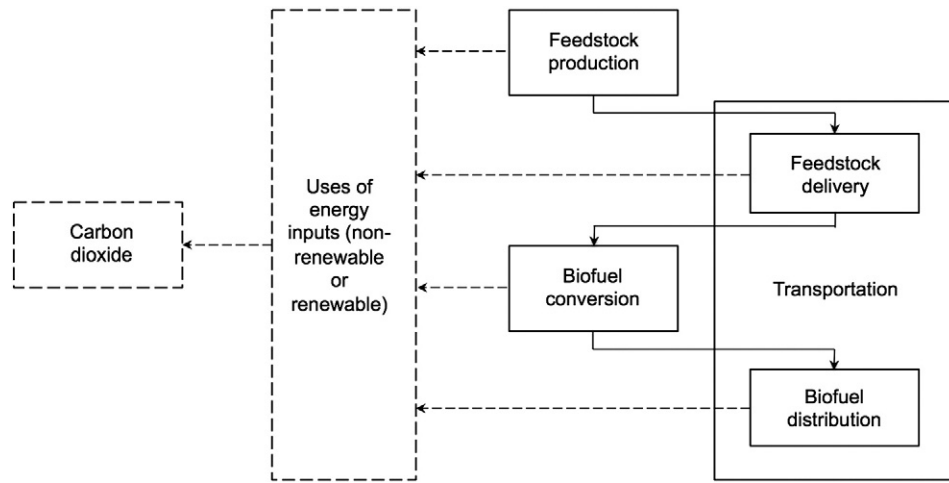 Feedstock
production
Feedstock
delivery
Uses of
energy
inputs (non-
renewable
or
renewable)
Carbon
dioxide
Biofuel
conversion
Transportation
Biofuel
distribution